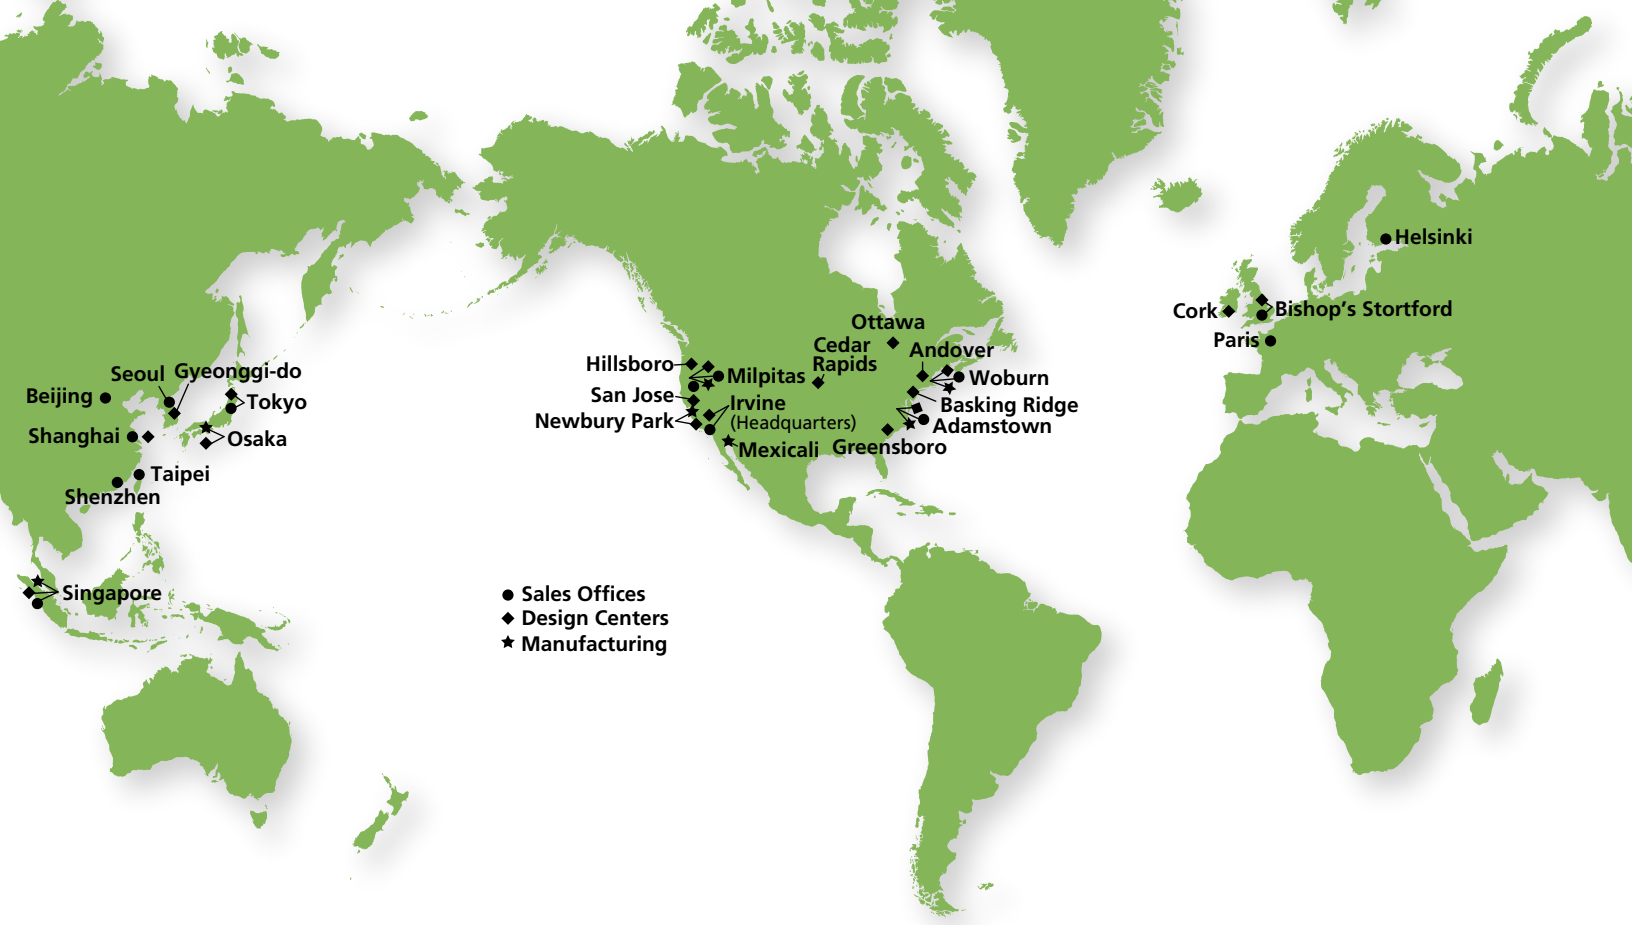 Helsinki
Cork
Bishop's Stortford
Paris
Ottawa
Cedar
Rapids
Andover
Hillsboro
Milpitas
Woburn
San Jose
Irvine
(Headquarters)
Basking Ridge
Newbury Park
Adamstown
Mexicali
Greensboro
Seoul
Gyeonggi-do
Beijing
Tokyo
Shanghai
Osaka
Taipei
Shenzhen
Singapore
Sales Offices
Design Centers
Manufacturing